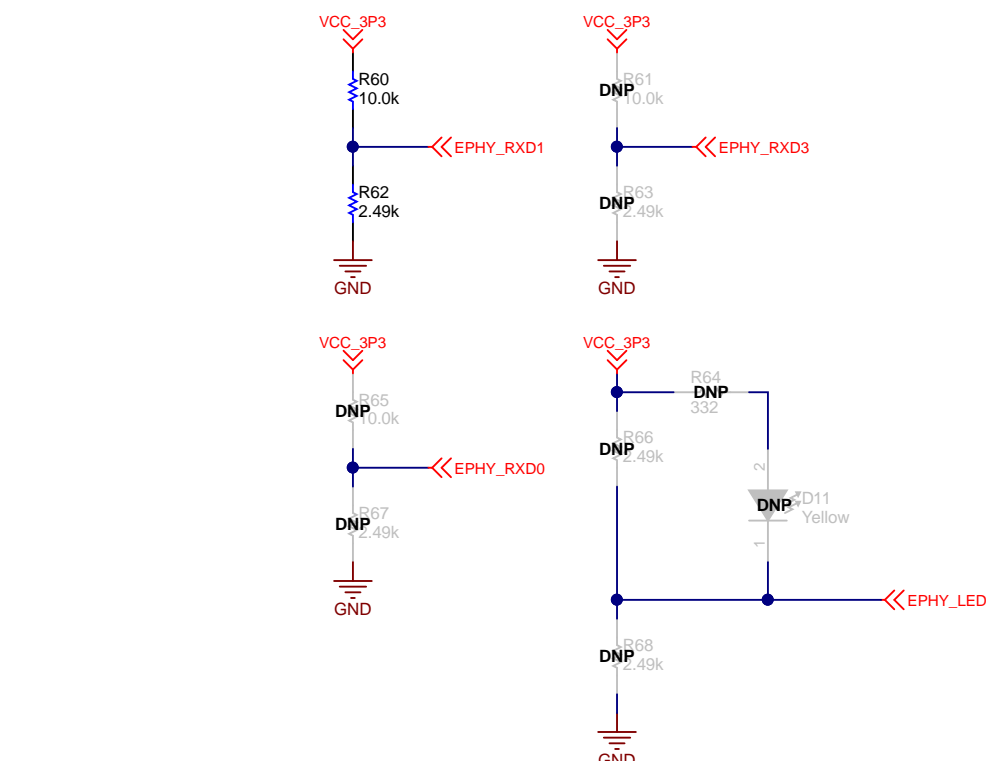 VCC_3P3
R60
10.0k
EPHY_RXD1
R62
2.49k
GND
VCC_3P3
R61
DNP
10.0k
EPHY_RXD3
R63
DNP
2.49k
GND
VCC_3P3
R65
DNP
10.0k
EPHY_RXD0
R67
DNP
2.49k
GND
VCC_3P3
R64
DNP
332
R66
DNP
2.49k
2
D11
DNP
Yellow
1
EPHY_LED
R68
DNP
2.49k
GND